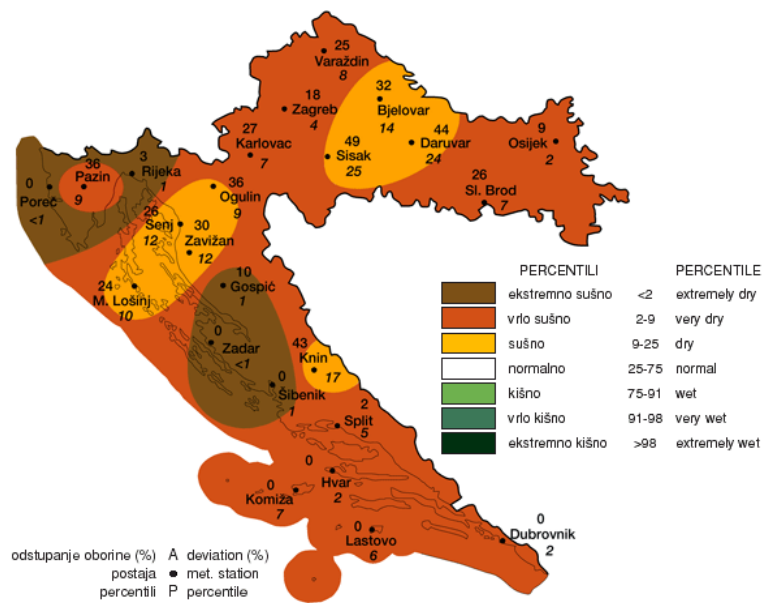 25
Varaždin
8
32
Bjelovar
14
18
Zagreb
4
44
Daruvar
24
9
Osijek
2
27
Karlovac
7
49
Sisak
25
26
Sl. Brod
7
3
Rijeka
1
36
Pazin
9
0
Poreč
<1
36
Ogulin
9
26
Senj
12
30
Zavižan
12
24
M. Lošinj
10
10
Gospić
1
0
Zadar
<1
43
Knin
17
0
Šibenik
1
2
Split
5
0
Hvar
2
0
Komiža
7
0
Lastovo
6
0
Dubrovnik
2
PERCENTILI PERCENTILE
ekstremno sušno <2 extremely dry
vrlo sušno 2-9 very dry
sušno 9-25 dry
normalno 25-75 normal
kišno 75-91 wet
vrlo kišno 91-98 very wet
ekstremno kišno >98 extremely wet
odstupanje oborine (%) A deviation (%)
postaja met. station
percentili P percentile